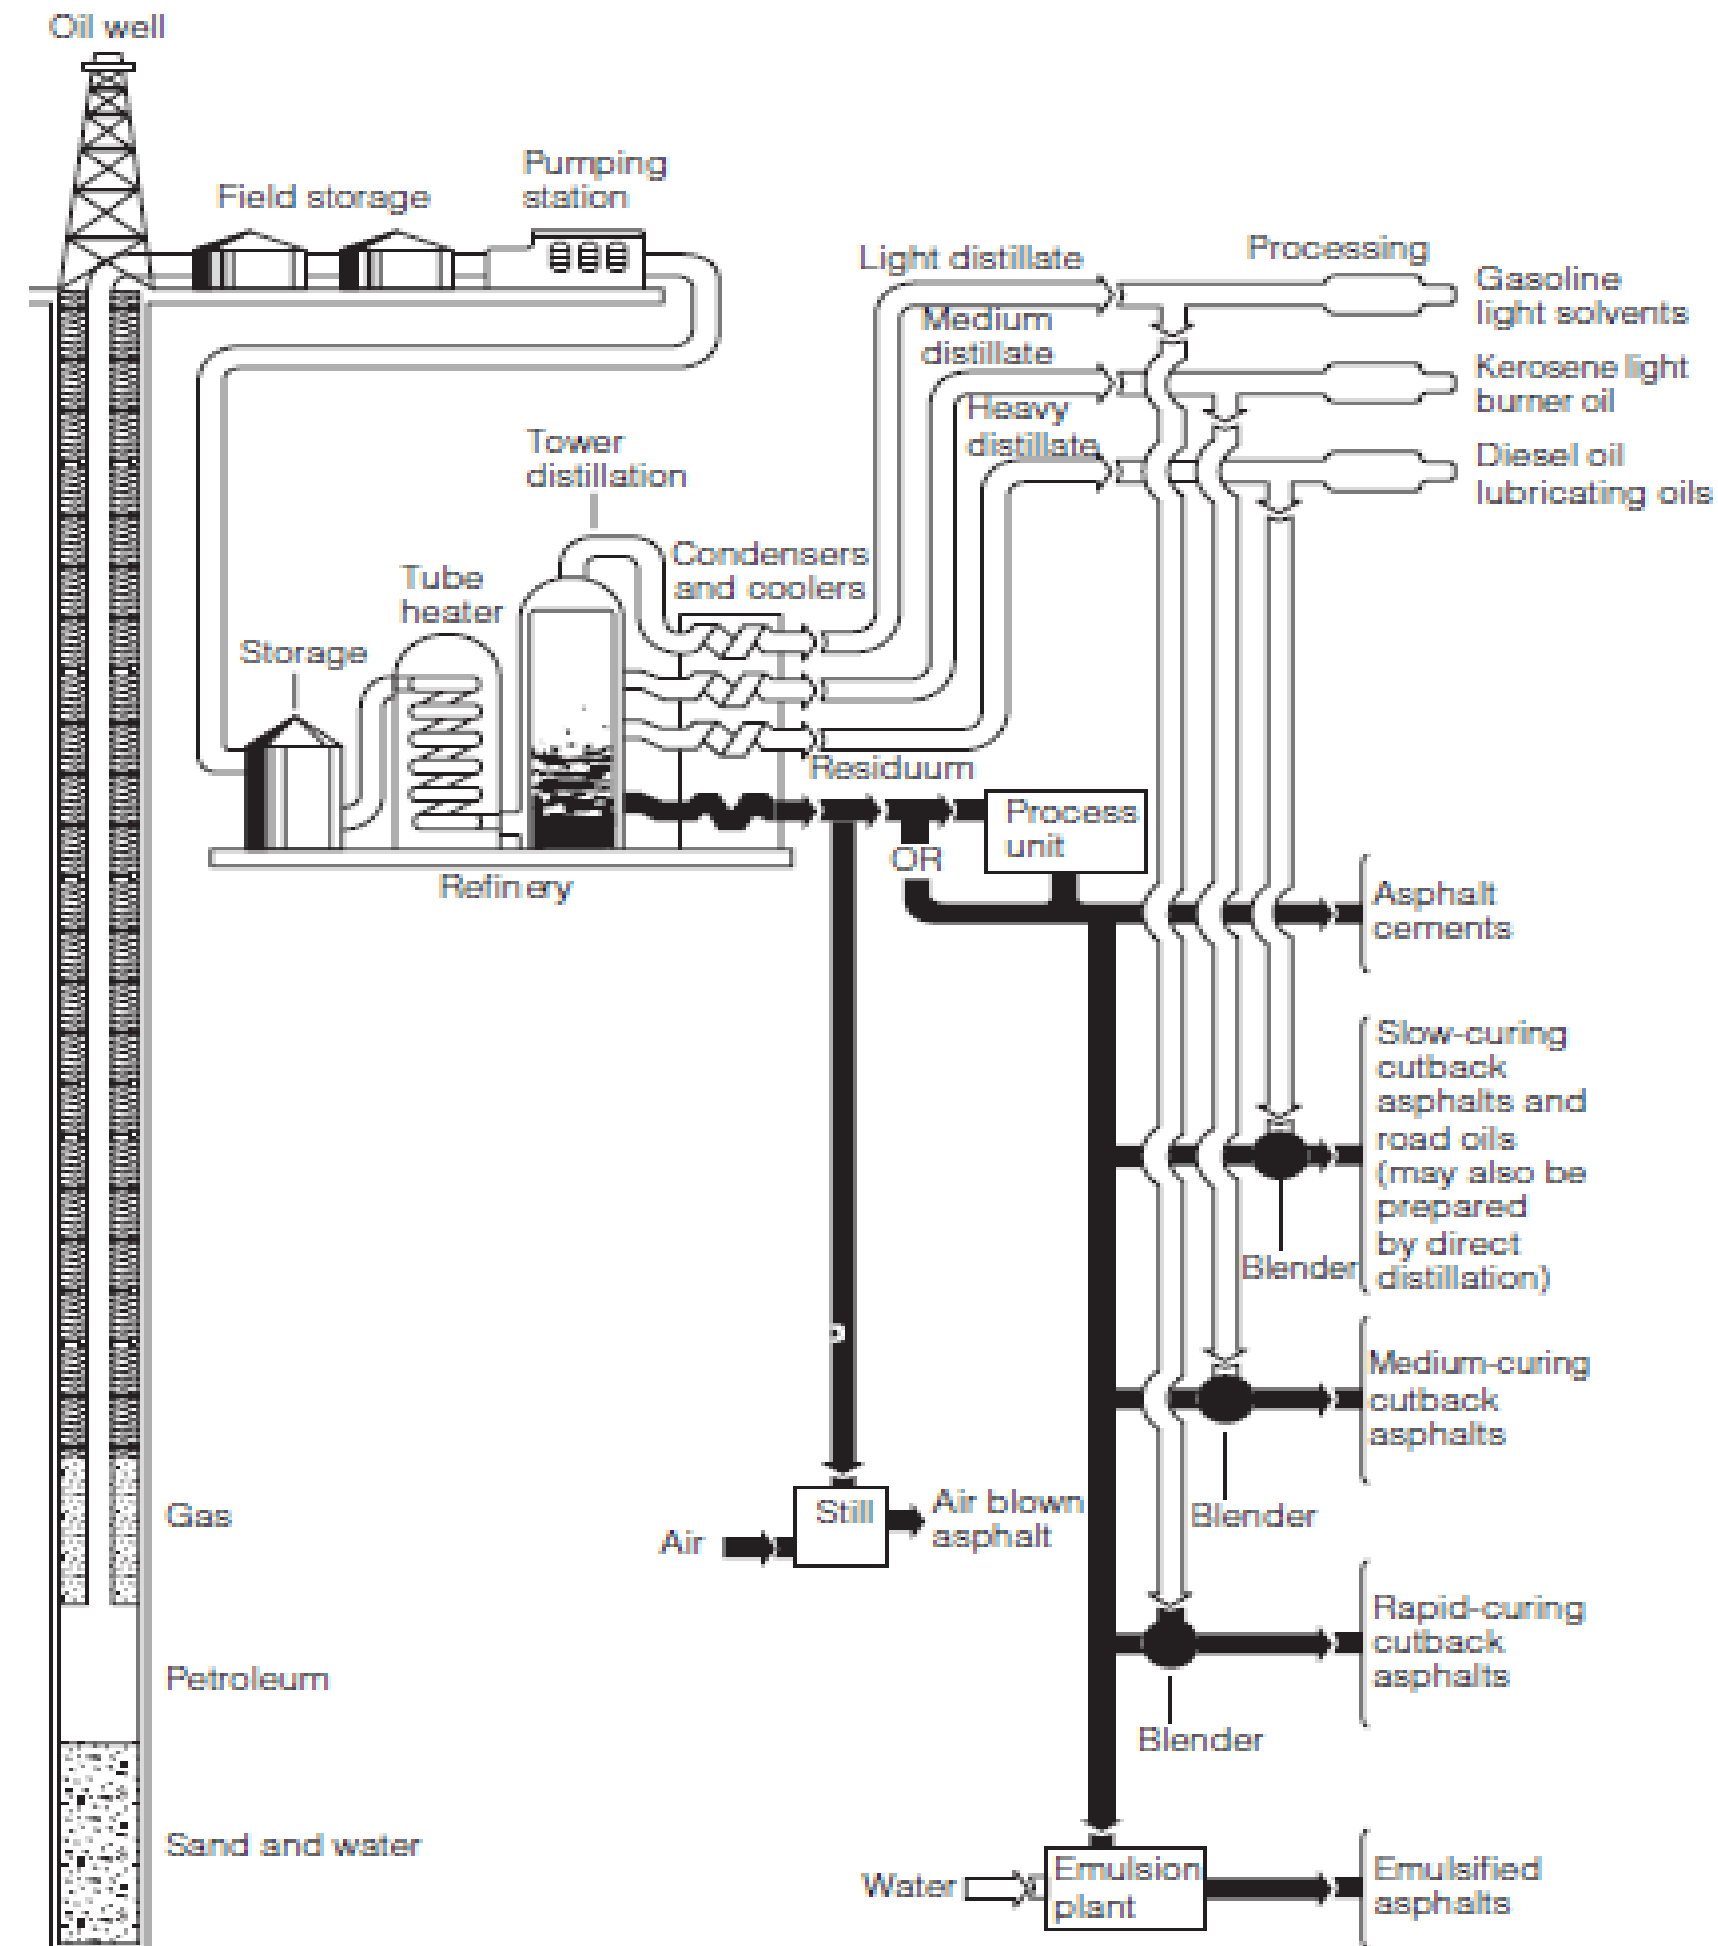 Oil well
Pumping
station
Field storage
Light distillate
Processing
Gasoline
light solvents
Medium
distillate
Kerosene light
burner oil
Heavy
distillate
Diesel oil
lubricating oils
Tower
distillation
Condensers
and coolers
Tube
heater
Storage
Residuum
Process
unit
OR
Refinery
Asphalt
cements
Slow-curing
cutback
asphalts and
road oils
(may also be
prepared
by direct
distillation)
Blender
Medium-curing
cutback
asphalts
Blender
Gas
Air
Still
Air blown
asphalt
Rapid-curing
cutback
asphalts
Blender
Petroleum
Sand and water
Water
Emulsion
plant
Emulsified
asphalts